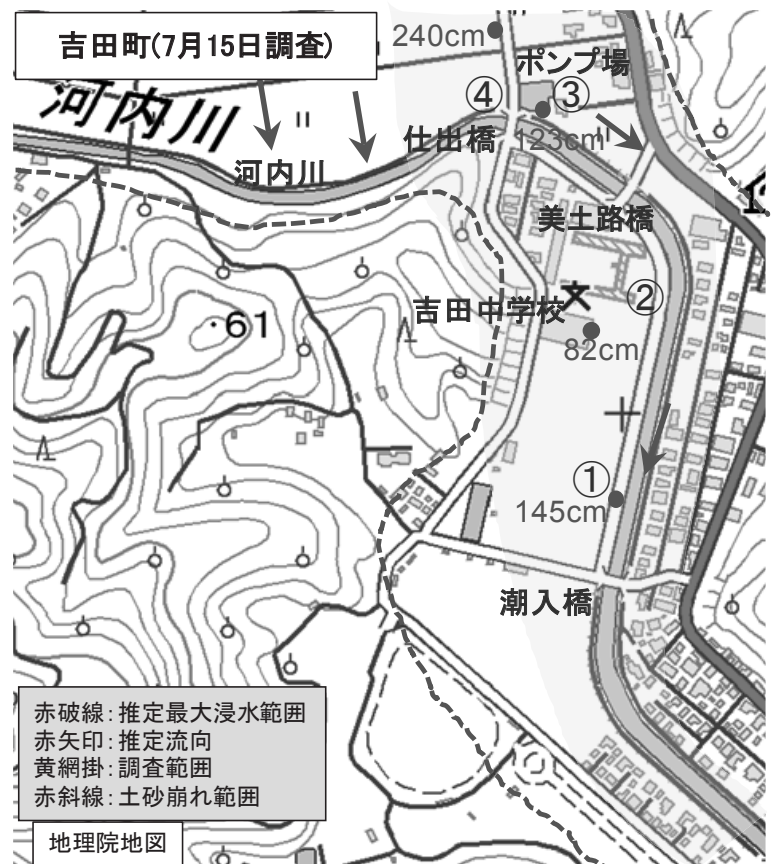 吉田町(7月15日調査)
240cm
ポンプ場
④
③
河内川
仕出橋
123cm
河内川
美土路橋
吉田中学校
②
61
82cm
①
145cm
潮入橋
赤破線:推定最大浸水範囲
赤矢印:推定流向
黄網掛:調査範囲
赤斜線:土砂崩れ範囲
地理院地図